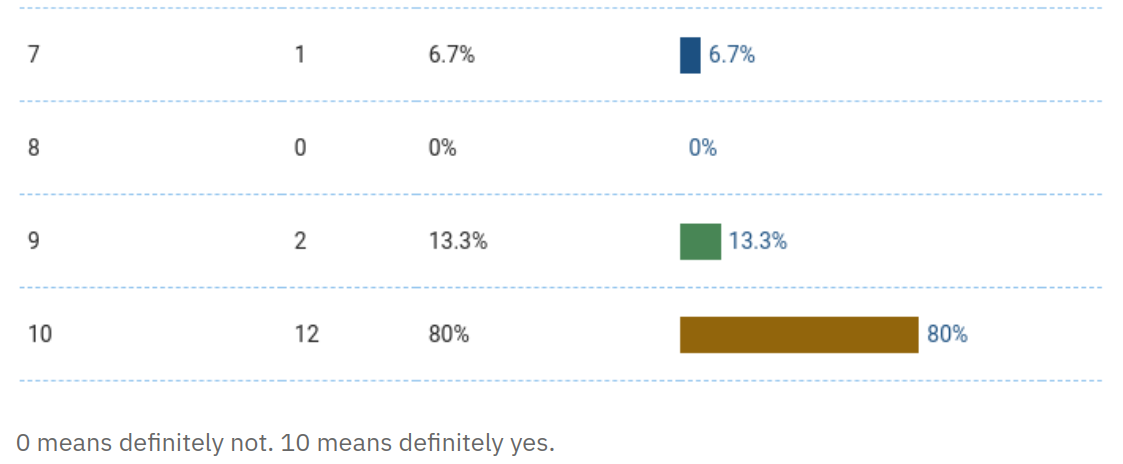 7 1 6.7% 6.7%
8 0 0% 0%
9 2 13.3% 13.3%
10 12 80% 80%
0 means definitely not. 10 means definitely yes.